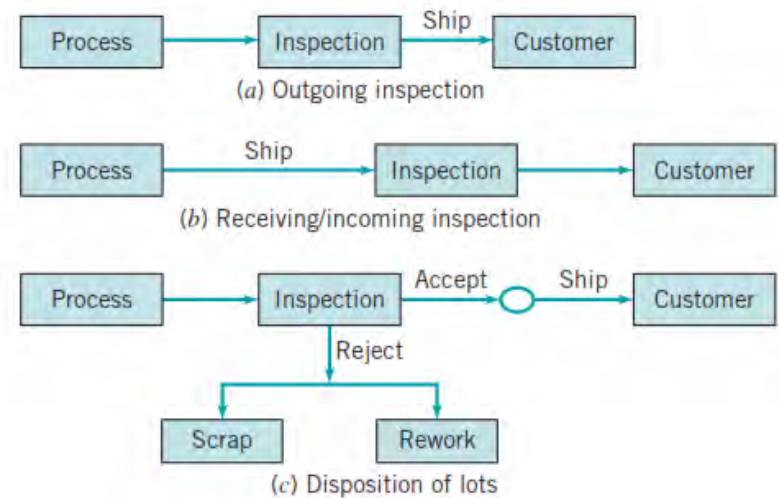 Ship
Process Inspection Customer
(a) Outgoing inspection
Ship
Process Inspection Customer
(b) Receiving/incoming inspection
Accept Ship
Process Inspection Customer
Reject
Scrap Rework
(c) Disposition of lots